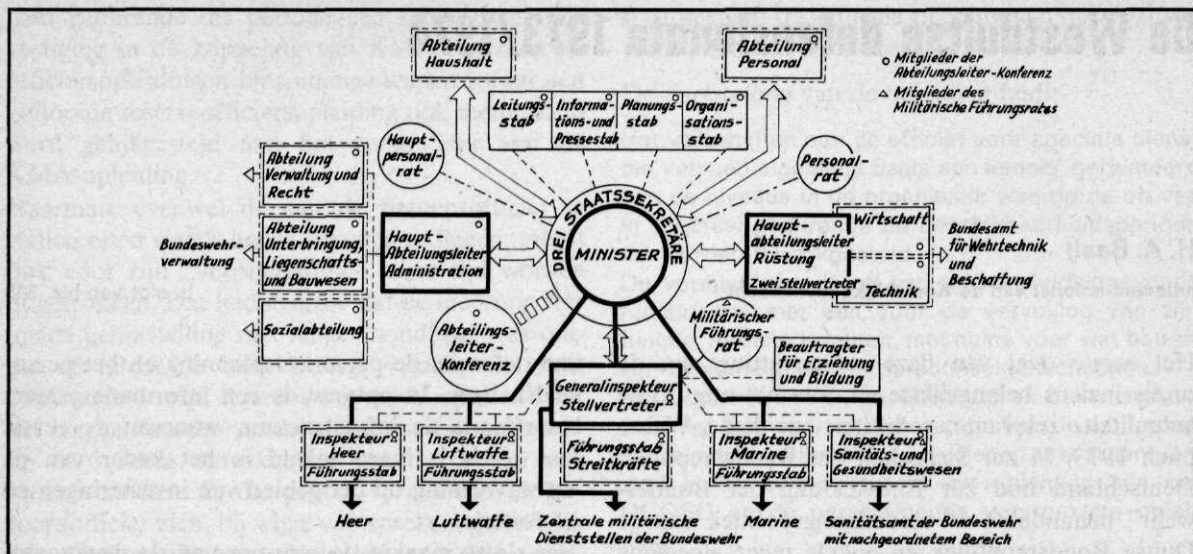 Abteilung
Haushalt
Abteilung
Personal
Mitglieder der
Abteilungsleiter-Konferenz
Mitglieder des
Militärische Führungsrates
Leitungs-
stab
Informa-
tions-und
Pressestab
Planungs-
stab
Organi-
sations-
stab
Haupt-
personal-
rat
Personal-
rat
Abteilung
Verwaltung und
Recht
Abteilung
Unterbringung,
Liegenschafts-
und Bauwesen
Sozialabteilung
Bundeswehr-
verwaltung
Haupt-
Abteilungsleiter
Administration
DREI STAATSSEKRETÄRE
MINISTER
Haupt-
abteilungsleiter
Rüstung
Zwei Stellvertreter
Wirtschaft
Technik
Bundesamt
für Wehrtechnik
und
Beschaffung
Abteilungs-
leiter-
Konferenz
Militärischer
Führungs-
rat
Beauftragter
für Erziehung
und Bildung
Generalinspekteur
Stellvertreter
Inspekteur
Heer
Führungsstab
Inspekteur
Luftwaffe
Führungsstab
Führungsstab
Streitkräfte
Inspekteur
Marine
Führungsstab
Inspekteur
Sanitäts- und
Gesundheitswesen
Heer
Luftwaffe
Zentrale militärische
Dienststellen der Bundeswehr
Marine
Sanitätsamt der Bundeswehr
mit nachgeordnetem Bereich